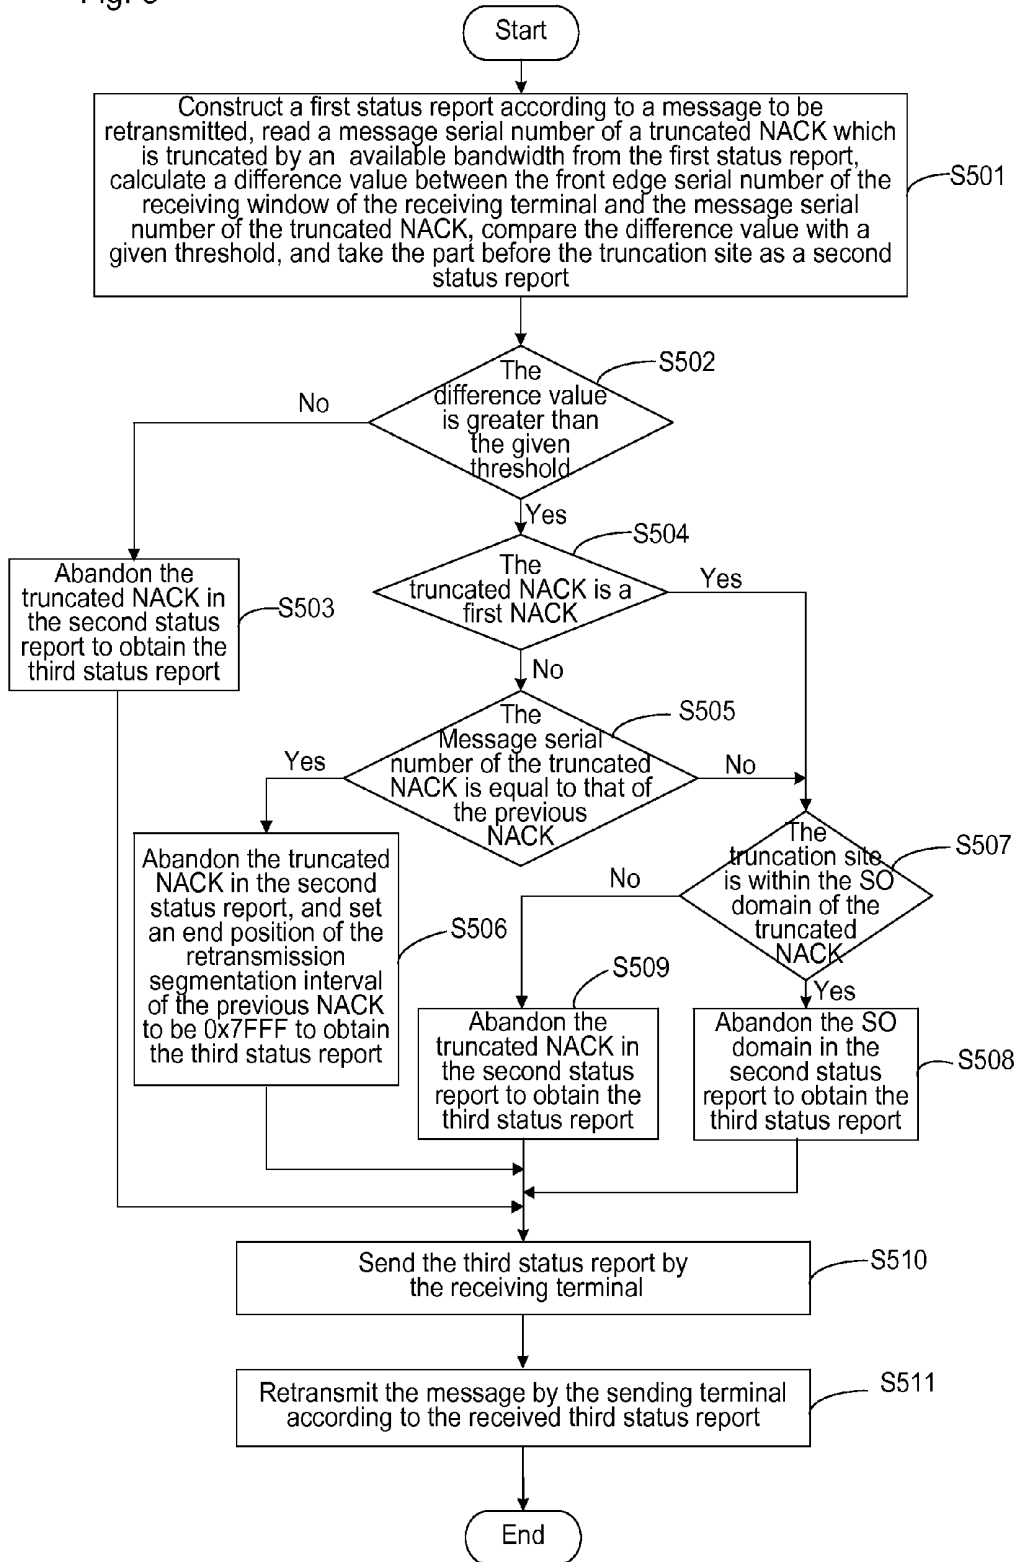 Start
Construct a first status report according to a message to be
retransmitted, read a message serial number of a truncated NACK which
is truncated by an available bandwidth from the first status report,
calculate a difference value between the front edge serial number of the
receiving window of the receiving terminal and the message serial
number of the truncated NACK, compare the difference value with a
given threshold, and take the part before the truncation site as a second
status report
S501
The
difference value
is greater than
the given
threshold
S502
No
Yes
Abandon the
truncated NACK in
the second status
report to obtain the
third status report
S503
The
truncated NACK is a
first NACK
S504
Yes
No
The
Message serial
number of the truncated
NACK is equal to that of
the previous
NACK
S505
Yes
No
Abandon the truncated
NACK in the second
status report, and set
an end position of the
retransmission
segmentation interval
of the previous NACK
to be 0x7FFF to obtain
the third status report
S506
The
truncation site
is within the SO
domain of the
truncated
NACK
S507
No
Yes
Abandon the
truncated NACK in
the second status
report to obtain the
third status report
S509
Abandon the SO
domain in the
second status
report to obtain the
third status report
S508
Send the third status report by
the receiving terminal
S510
Retransmit the message by the sending terminal
according to the received third status report
S511
End